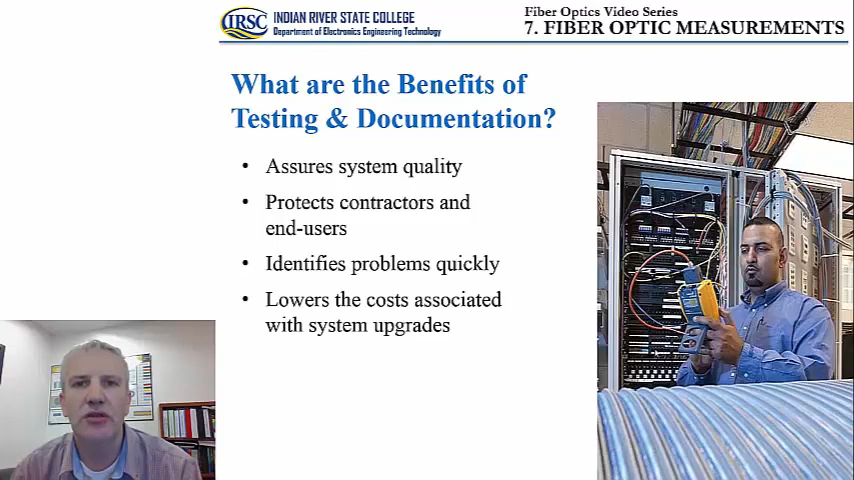 IRSC
INDIAN RIVER STATE COLLEGE
Department of Electronics Engineering Technology
Fiber Optics Video Series
7. FIBER OPTIC MEASUREMENTS
What are the Benefits of
Testing & Documentation?
• Assures system quality
• Protects contractors and
end-users
• Identifies problems quickly
• Lowers the costs associated
with system upgrades